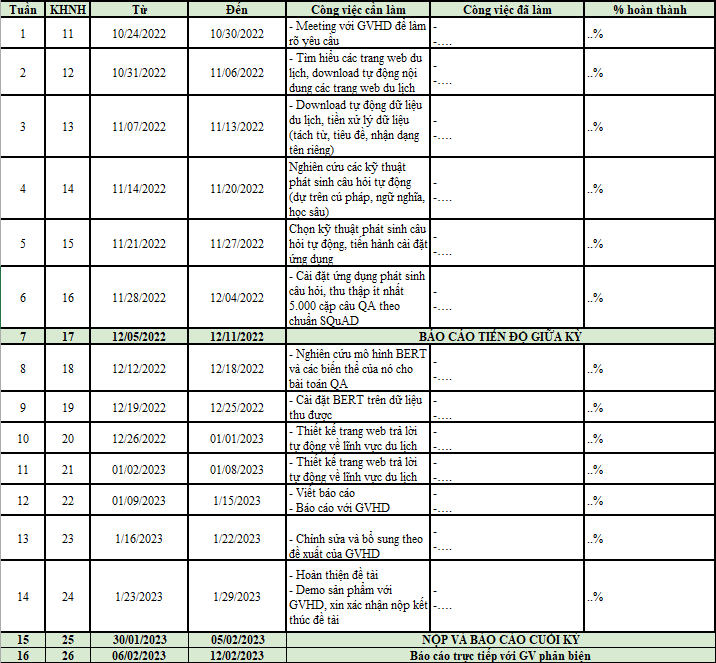 Tuần KHNH Từ Đến Công việc cần làm Công việc đã làm % hoàn thành
1 11 10/24/2022 10/30/2022 - Meeting với GVHD để làm - ..%
rõ yêu cầu -….
2 12 10/31/2022 11/06/2022 - Tìm hiểu các trang web du - ..%
lịch, download tự động nội -….
dung các trang web du lịch
3 13 11/07/2022 11/13/2022 - Download tự động dữ liệu - ..%
du lịch, tiền xử lý dữ liệu -….
(tách từ, tiêu đề, nhận dạng
tên riêng)
4 14 11/14/2022 11/20/2022 Nghiên cứu các kỹ thuật - ..%
phát sinh câu hỏi tự động -….
(dự trên cú pháp, ngữ nghĩa,
học sâu)
5 15 11/21/2022 11/27/2022 Chọn kỹ thuật phát sinh câu - ..%
hỏi tự động, tiến hành cài đặt -….
ứng dụng
6 16 11/28/2022 12/04/2022 - Cài đặt ứng dụng phát sinh - ..%
câu hỏi, thu thập ít nhất -….
5.000 cặp câu QA theo
chuẩn SQuAD
7 17 12/05/2022 12/11/2022 BÁO CÁO TIẾN ĐỘ GIỮA KỲ
8 18 12/12/2022 12/18/2022 - Nghiên cứu mô hình BERT - ..%
và các biến thể của nó cho -….
bài toán QA
9 19 12/19/2022 12/25/2022 - Cài đặt BERT trên dữ liệu - ..%
thu được -….
10 20 12/26/2022 01/01/2023 - Thiết kế trang web trả lời - ..%
tự động về lĩnh vực du lịch -….
11 21 01/02/2023 01/08/2023 - Thiết kế trang web trả lời - ..%
tự động về lĩnh vực du lịch -….
12 22 01/09/2023 1/15/2023 - Viết báo cáo - ..%
- Báo cáo với GVHD -….
13 23 1/16/2023 1/22/2023 - Chỉnh sửa và bổ sung theo - ..%
đề xuất của GVHD -….
14 24 1/23/2023 1/29/2023 - Hoàn thiện đề tài - ..%
- Demo sản phẩm với -….
GVHD, xin xác nhận nộp kết
thúc đề tài
15 25 30/01/2023 05/02/2023 NỘP VÀ BÁO CÁO CUỐI KỲ
16 26 06/02/2023 12/02/2023 Báo cáo trực tiếp với GV phản biện